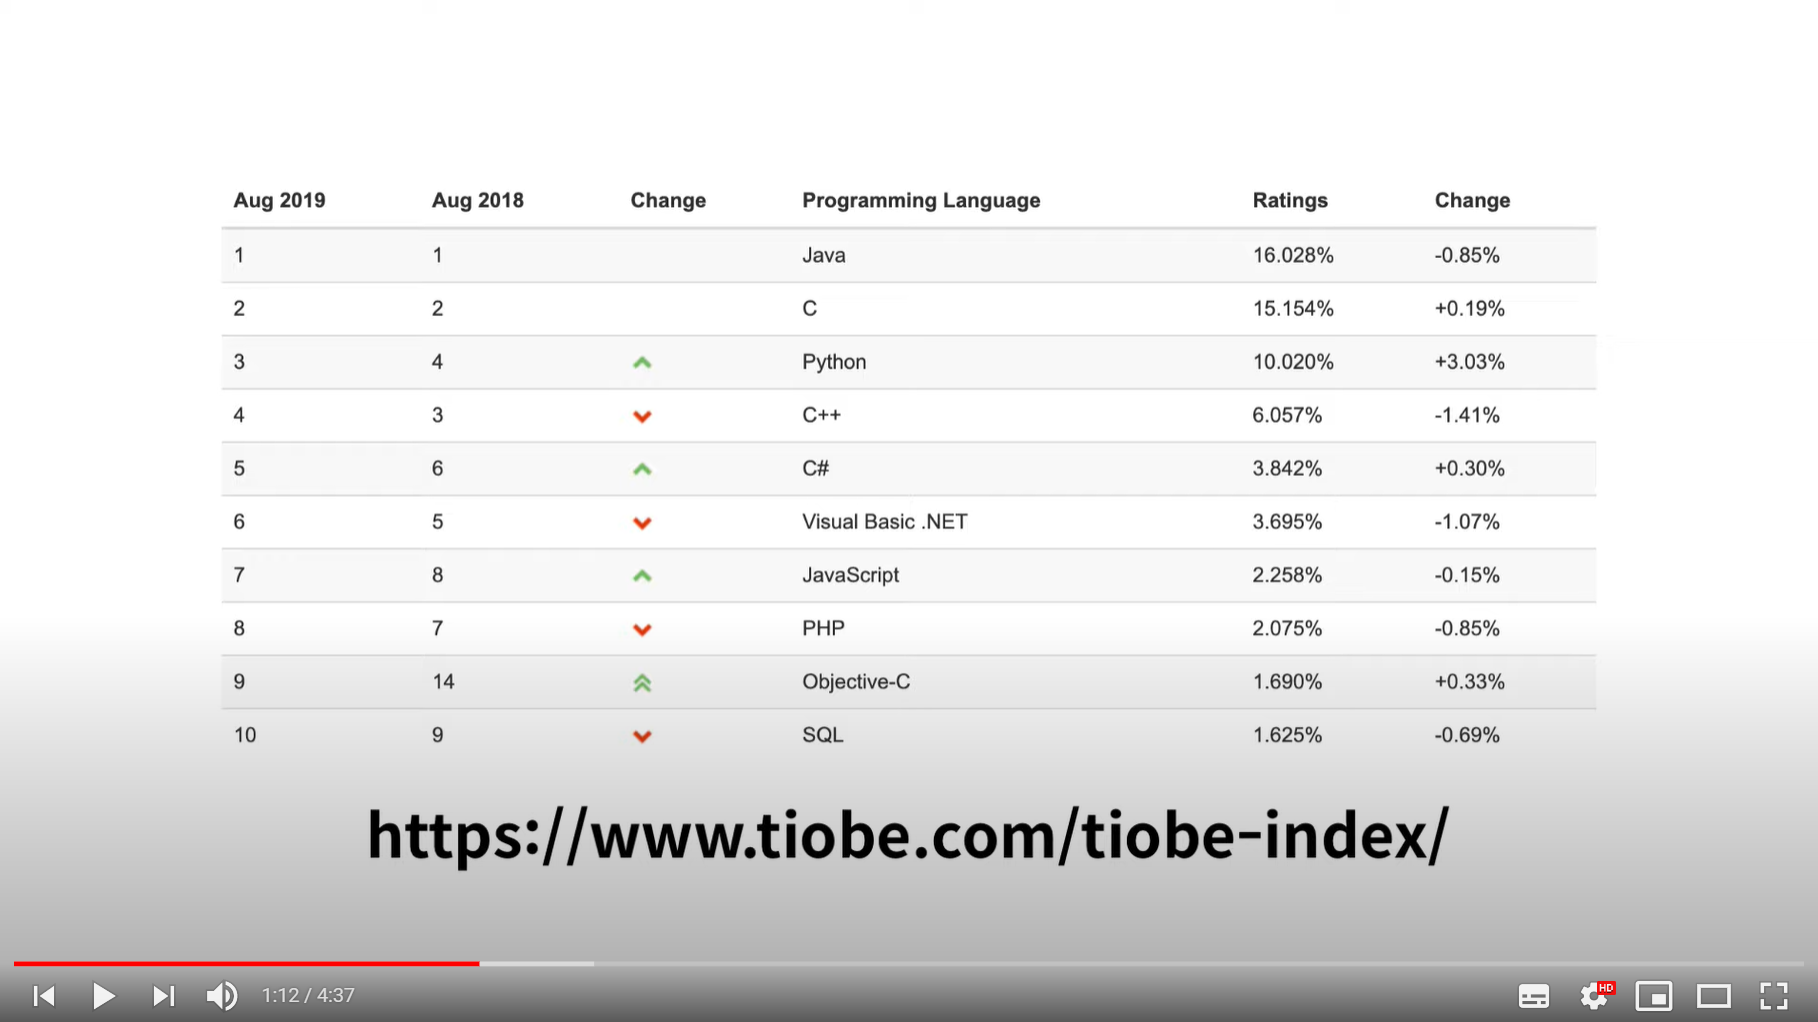 Aug 2019 Aug 2018 Change Programming Language Ratings Change
1 1 Java 16.028% -0.85%
2 2 C 15.154% +0.19%
3 4 Python 10.020% +3.03%
4 3 C++ 6.057% -1.41%
5 6 C# 3.842% +0.30%
6 5 Visual Basic .NET 3.695% -1.07%
7 8 JavaScript 2.258% -0.15%
8 7 PHP 2.075% -0.85%
9 14 Objective-C 1.690% +0.33%
10 9 SQL 1.625% -0.69%
https://www.tiobe.com/tiobe-index/
1:12 / 4:37 HD